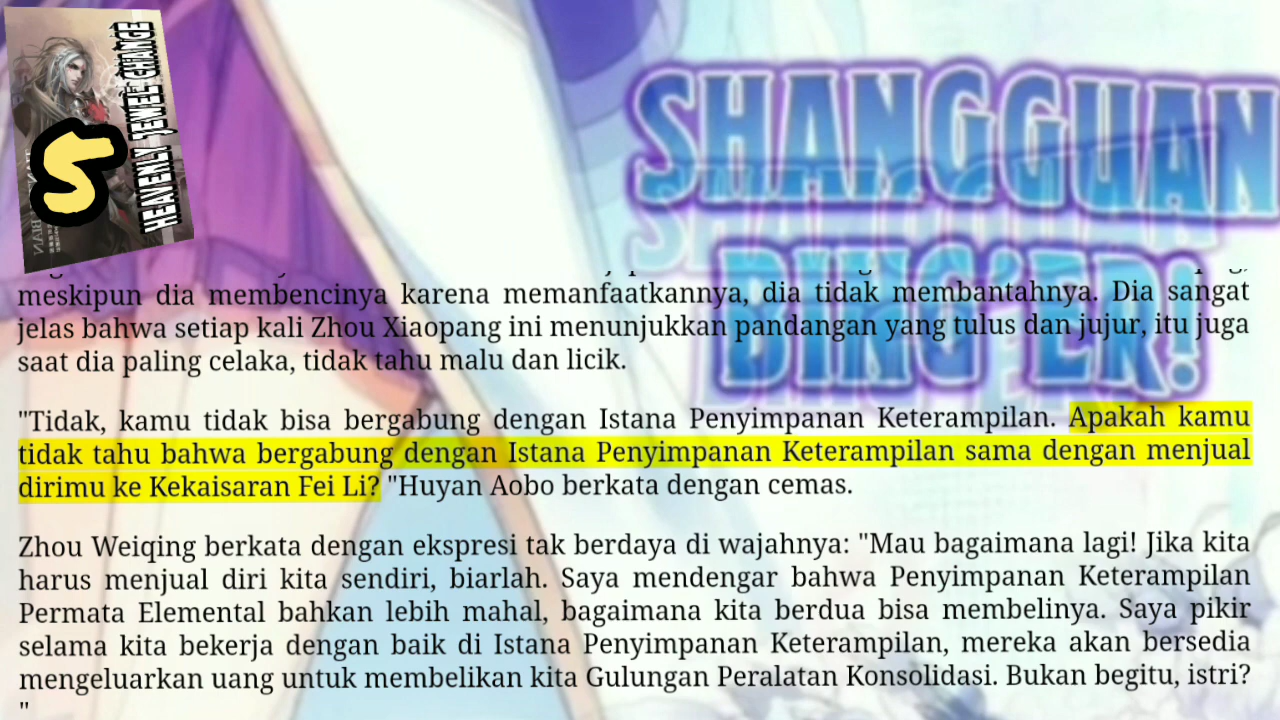 HEAVENLY JEWEL CHANGE
5
SHANGGUAN
BING'ER!
meskipun dia membencinya karena memanfaatkannya, dia tidak membantahnya. Dia sangat
jelas bahwa setiap kali Zhou Xiaopang ini menunjukkan pandangan yang tulus dan jujur, itu juga
saat dia paling celaka, tidak tahu malu dan licik.
"Tidak, kamu tidak bisa bergabung dengan Istana Penyimpanan Keterampilan. Apakah kamu
tidak tahu bahwa bergabung dengan Istana Penyimpanan Keterampilan sama dengan menjual
dirimu ke Kekaisaran Fei Li? "Huyan Aobo berkata dengan cemas.
Zhou Weiqing berkata dengan ekspresi tak berdaya di wajahnya: "Mau bagaimana lagi! Jika kita
harus menjual diri kita sendiri, biarlah. Saya mendengar bahwa Penyimpanan Keterampilan
Permata Elemental bahkan lebih mahal, bagaimana kita berdua bisa membelinya. Saya pikir
selama kita bekerja dengan baik di Istana Penyimpanan Keterampilan, mereka akan bersedia
mengeluarkan uang untuk membelikan kita Gulungan Peralatan Konsolidasi. Bukan begitu, istri?
"